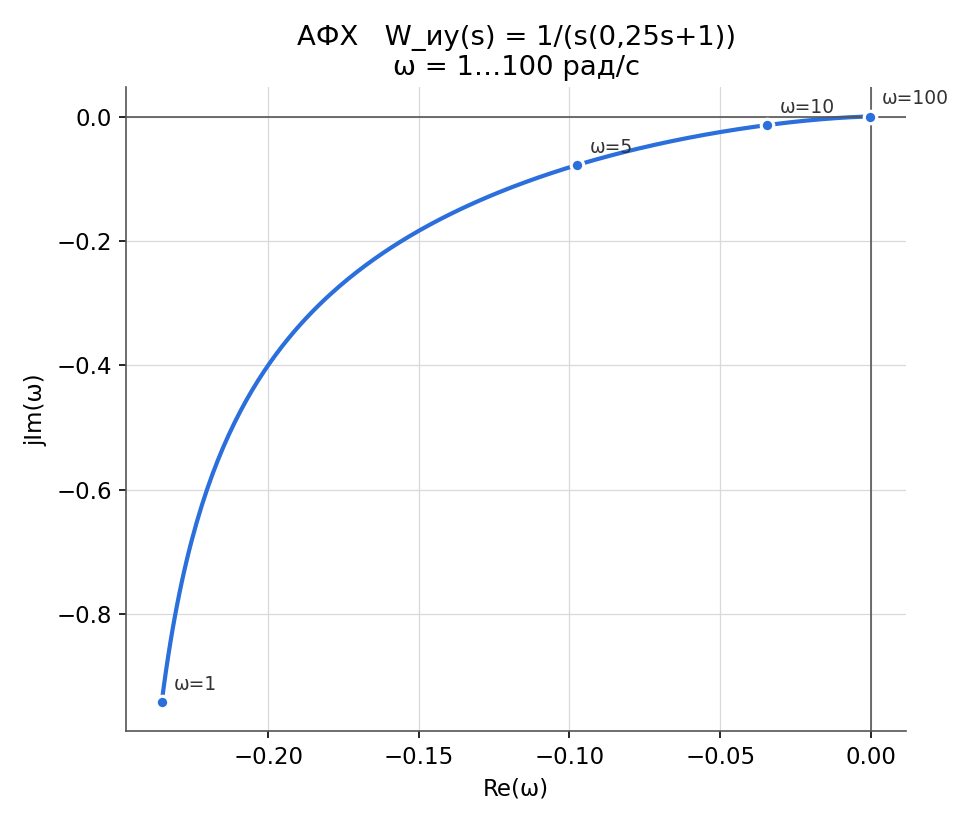 АФХ   W_иу(s) = 1/(s(0,25s+1))
ω = 1…100 рад/с
ω=100
ω=10
0.0
ω=5
−0.2
−0.4
jIm(ω)
−0.6
−0.8
ω=1
−0.20
−0.15
−0.10
−0.05
0.00
Re(ω)